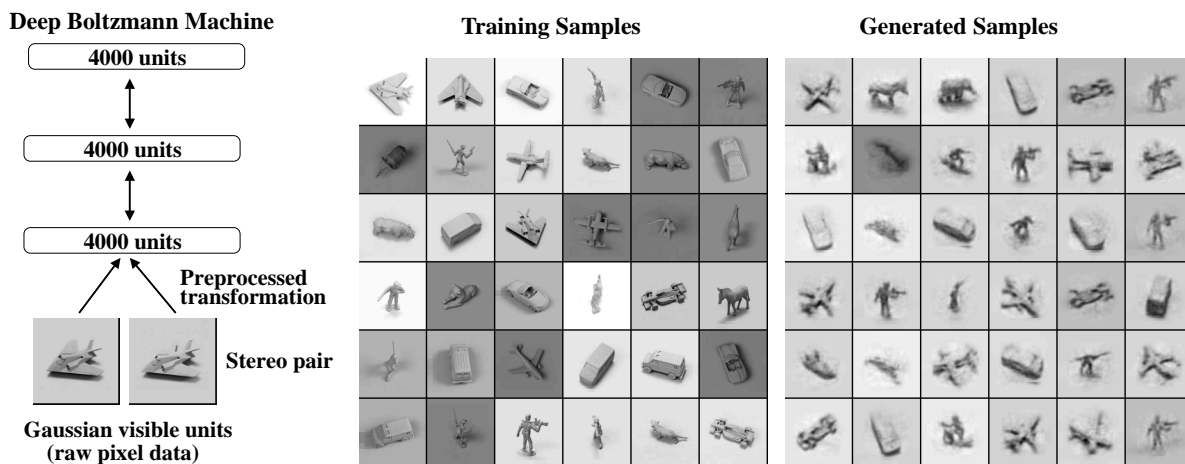 Deep Boltzmann Machine
4000 units
4000 units
4000 units
Preprocessed
transformation
Stereo pair
Gaussian visible units
(raw pixel data)
Training Samples
Generated Samples